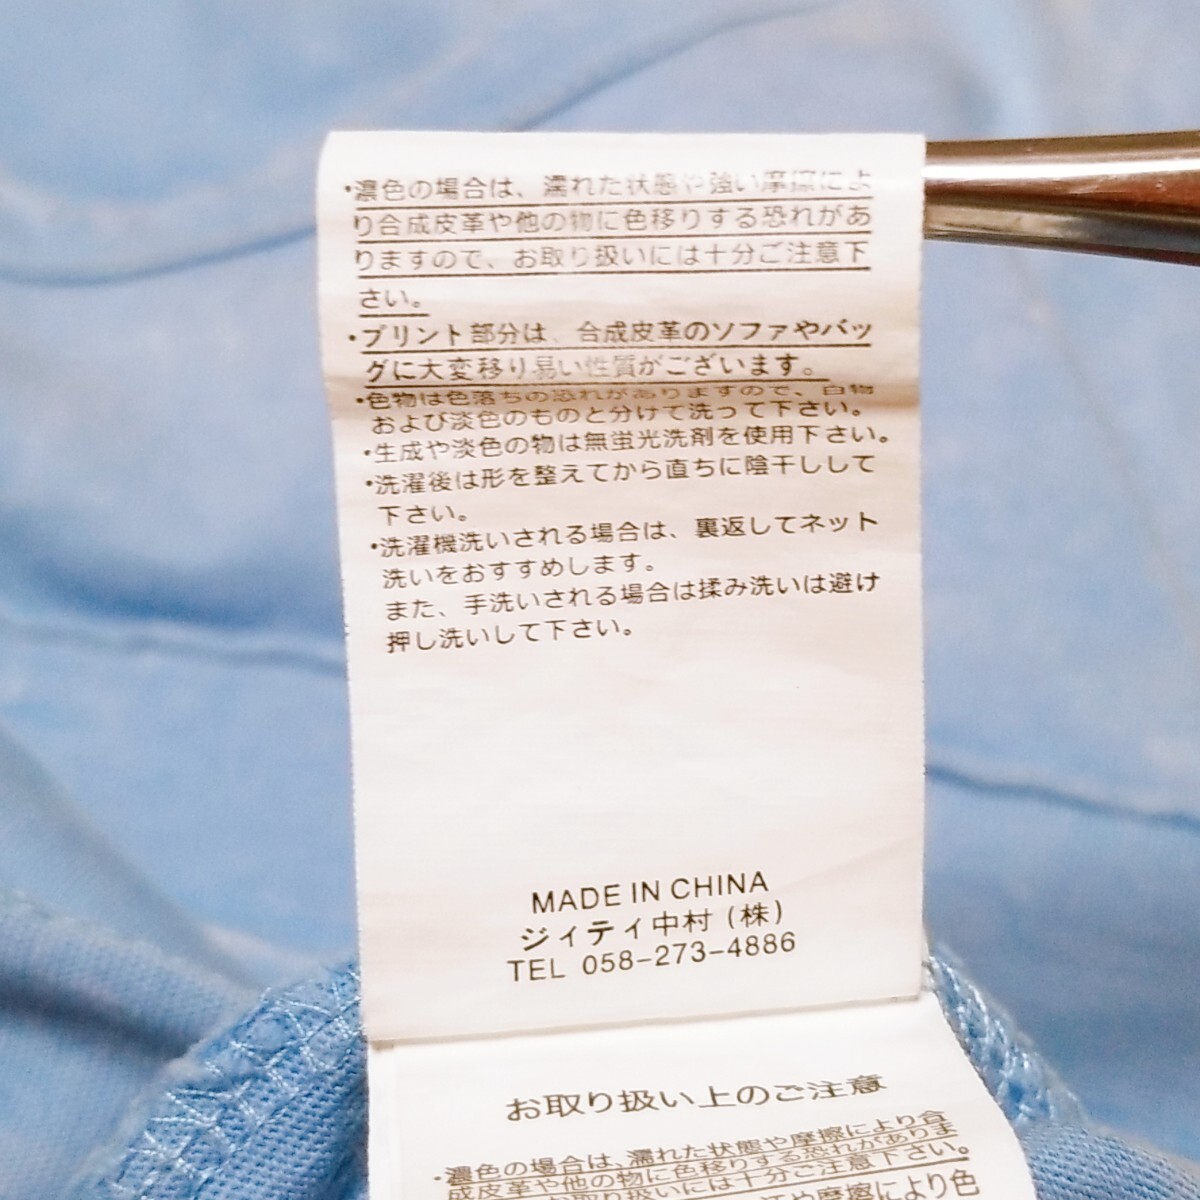 ・濃色の場合は、濡れた状態や強い摩擦によ
り合成皮革や他の物に色移りする恐れがあ
りますので、お取り扱いには十分ご注意下
さい。
・プリント部分は、合成皮革のソファやバッ
グに大変移り易い性質がございます。
・色物は色落ちの恐れがありますので、白物
および淡色のものと分けて洗って下さい。
・生成や淡色の物は無蛍光洗剤を使用下さい。
・洗濯後は形を整えてから直ちに陰干しして
下さい。
・洗濯機洗いされる場合は、裏返してネット
洗いをおすすめします。
また、手洗いされる場合は揉み洗いは避け
押し洗いして下さい。
MADE IN CHINA
ジィティ中村（株）
TEL 058-273-4886
お取り扱い上のご注意
・濃色の場合は、濡れた状態や摩擦により合
成皮革や他の物に色移りする恐れがありま
お取り扱いには十分ご注意下さい。
や摩擦により色